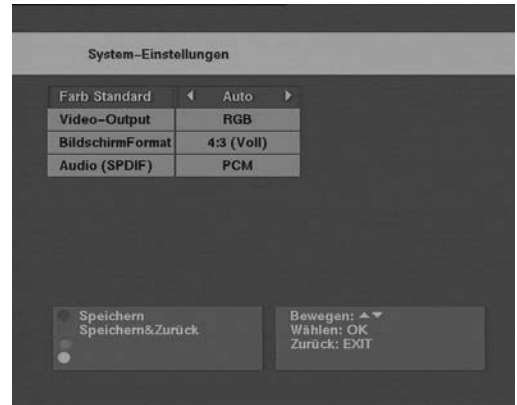 System-Einstellungen
Farb Standard ◀ Auto ▶
Video-Output RGB
BildschirmFormat 4:3 (Voll)
Audio (SPDIF) PCM
Speichern
Speichern&Zurück
Bewegen: ▲▼
Wählen: OK
Zurück: EXIT